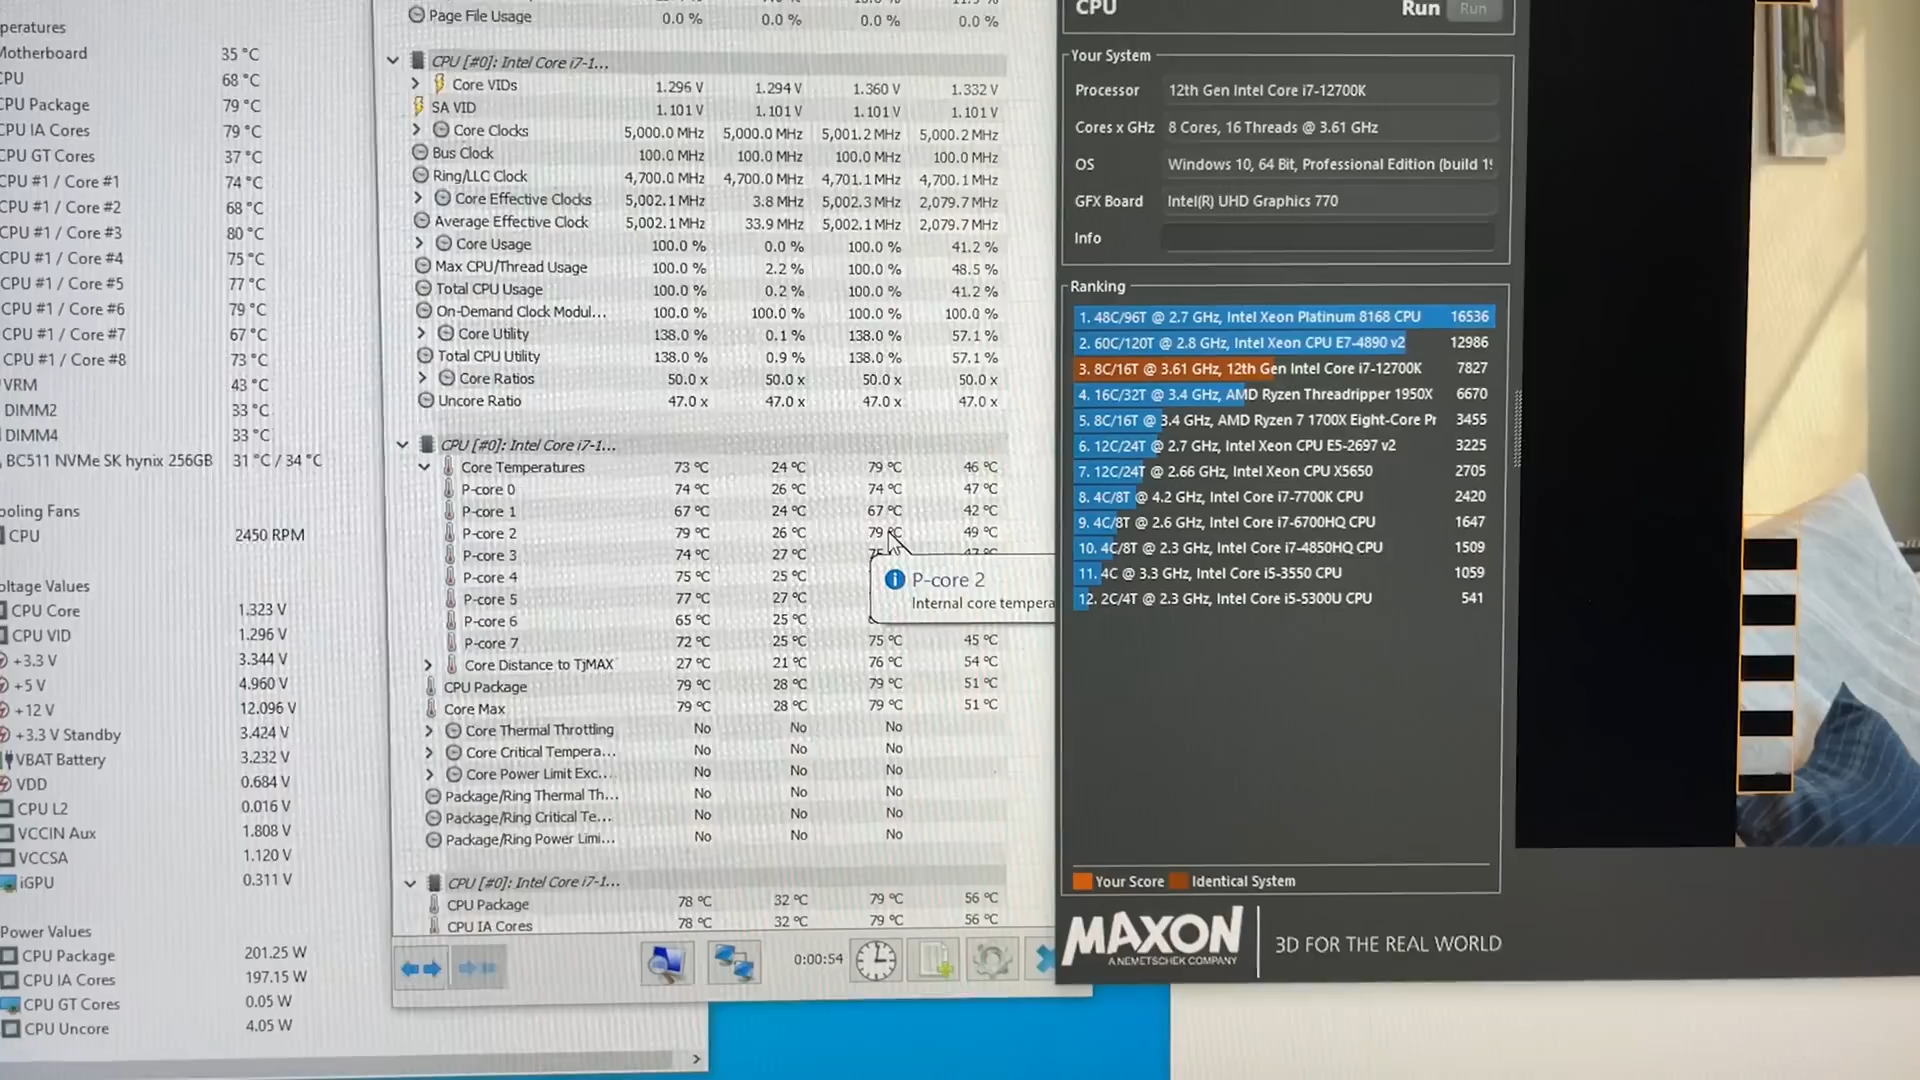 peratures
Motherboard 35 °C
CPU 68 °C
CPU Package 79 °C
CPU IA Cores 79 °C
CPU GT Cores 37 °C
CPU #1 / Core #1 74 °C
CPU #1 / Core #2 68 °C
CPU #1 / Core #3 80 °C
CPU #1 / Core #4 75 °C
CPU #1 / Core #5 77 °C
CPU #1 / Core #6 79 °C
CPU #1 / Core #7 67 °C
CPU #1 / Core #8 73 °C
VRM 43 °C
DIMM2 33 °C
DIMM4 33 °C
BC511 NVMe SK hynix 256GB 31 °C / 34 °C
ooling Fans
CPU 2450 RPM
oltage Values
CPU Core 1.323 V
CPU VID 1.296 V
+3.3 V 3.344 V
+5 V 4.960 V
+12 V 12.096 V
+3.3 V Standby 3.424 V
VBAT Battery 3.232 V
VDD 0.684 V
CPU L2 0.016 V
VCCIN Aux 1.808 V
VCCSA 1.120 V
iGPU 0.311 V
Power Values
CPU Package 201.25 W
CPU IA Cores 197.15 W
CPU GT Cores 0.05 W
CPU Uncore 4.05 W
Page File Usage 0.0 % 0.0 % 0.0 % 0.0 %
CPU [#0]: Intel Core i7-1...
Core VIDs 1.296 V 1.294 V 1.360 V 1.332 V
SA VID 1.101 V 1.101 V 1.101 V 1.101 V
Core Clocks 5,000.0 MHz 5,000.0 MHz 5,001.2 MHz 5,000.2 MHz
Bus Clock 100.0 MHz 100.0 MHz 100.0 MHz 100.0 MHz
Ring/LLC Clock 4,700.0 MHz 4,700.0 MHz 4,701.1 MHz 4,700.1 MHz
Core Effective Clocks 5,002.1 MHz 3.8 MHz 5,002.3 MHz 2,079.7 MHz
Average Effective Clock 5,002.1 MHz 33.9 MHz 5,002.1 MHz 2,079.7 MHz
Core Usage 100.0 % 0.0 % 100.0 % 41.2 %
Max CPU/Thread Usage 100.0 % 2.2 % 100.0 % 48.5 %
Total CPU Usage 100.0 % 0.2 % 100.0 % 41.2 %
On-Demand Clock Modul... 100.0 % 100.0 % 100.0 % 100.0 %
Core Utility 138.0 % 0.1 % 138.0 % 57.1 %
Total CPU Utility 138.0 % 0.9 % 138.0 % 57.1 %
Core Ratios 50.0 x 50.0 x 50.0 x 50.0 x
Uncore Ratio 47.0 x 47.0 x 47.0 x 47.0 x
CPU [#0]: Intel Core i7-1...
Core Temperatures 73 °C 24 °C 79 °C 46 °C
P-core 0 74 °C 26 °C 74 °C 47 °C
P-core 1 67 °C 24 °C 67 °C 42 °C
P-core 2 79 °C 26 °C 79 °C 49 °C
P-core 3 74 °C 27 °C
P-core 4 75 °C 25 °C
P-core 5 77 °C 27 °C
P-core 6 65 °C 25 °C
P-core 7 72 °C 25 °C 75 °C 45 °C
P-core 2
Internal core tempera
Core Distance to TjMAX 27 °C 21 °C 76 °C 54 °C
CPU Package 79 °C 28 °C 79 °C 51 °C
Core Max 79 °C 28 °C 79 °C 51 °C
Core Thermal Throttling No No No
Core Critical Tempera... No No No
Core Power Limit Exc... No No No
Package/Ring Thermal Th... No No No
Package/Ring Critical Te... No No No
Package/Ring Power Limi... No No No
CPU [#0]: Intel Core i7-1...
CPU Package 78 °C 32 °C 79 °C 56 °C
CPU IA Cores 78 °C 32 °C 79 °C 56 °C
0:00:54
CPU Run Run
Your System
Processor 12th Gen Intel Core i7-12700K
Cores x GHz 8 Cores, 16 Threads @ 3.61 GHz
OS Windows 10, 64 Bit, Professional Edition (build 1
GFX Board Intel(R) UHD Graphics 770
Info
Ranking
1. 48C/96T @ 2.7 GHz, Intel Xeon Platinum 8168 CPU 16536
2. 60C/120T @ 2.8 GHz, Intel Xeon CPU E7-4890 v2 12986
3. 8C/16T @ 3.61 GHz, 12th Gen Intel Core i7-12700K 7827
4. 16C/32T @ 3.4 GHz, AMD Ryzen Threadripper 1950X 6670
5. 8C/16T @ 3.4 GHz, AMD Ryzen 7 1700X Eight-Core Pr 3455
6. 12C/24T @ 2.7 GHz, Intel Xeon CPU E5-2697 v2 3225
7. 12C/24T @ 2.66 GHz, Intel Xeon CPU X5650 2705
8. 4C/8T @ 4.2 GHz, Intel Core i7-7700K CPU 2420
9. 4C/8T @ 2.6 GHz, Intel Core i7-6700HQ CPU 1647
10. 4C/8T @ 2.3 GHz, Intel Core i7-4850HQ CPU 1509
11. 4C @ 3.3 GHz, Intel Core i5-3550 CPU 1059
12. 2C/4T @ 2.3 GHz, Intel Core i5-5300U CPU 541
Your Score Identical System
MAXON
A NEMETSCHEK COMPANY
3D FOR THE REAL WORLD